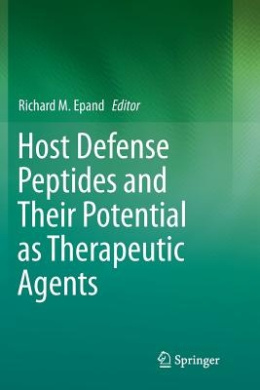 Richard M. Epand Editor
Host Defense
Peptides and
Their Potential
as Therapeutic
Agents
Springer